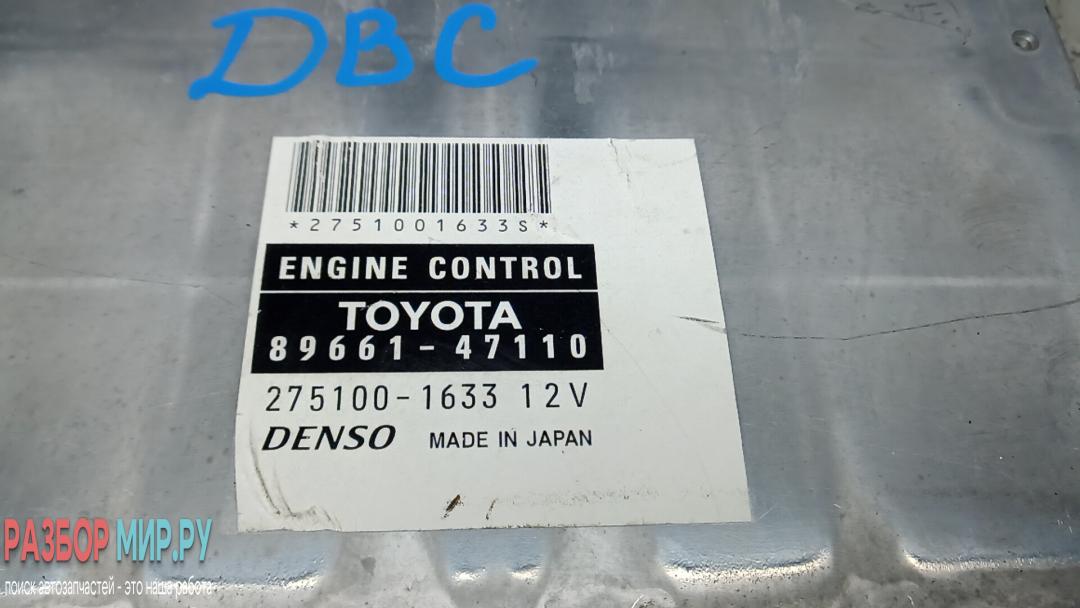 DBC
*2751001633S*
ENGINE CONTROL
TOYOTA
89661-47110
275100-1633 12V
DENSO MADE IN JAPAN
РАЗБОР МИР.РУ
поиск автозапчастей - это наша работа